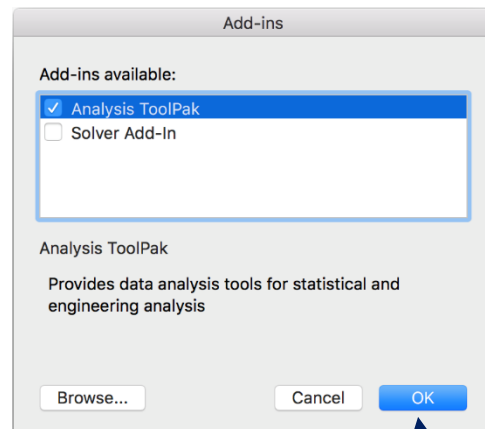 Add-ins
Add-ins available:
Analysis ToolPak
Solver Add-In
Analysis ToolPak
Provides data analysis tools for statistical and
engineering analysis
Browse... Cancel OK